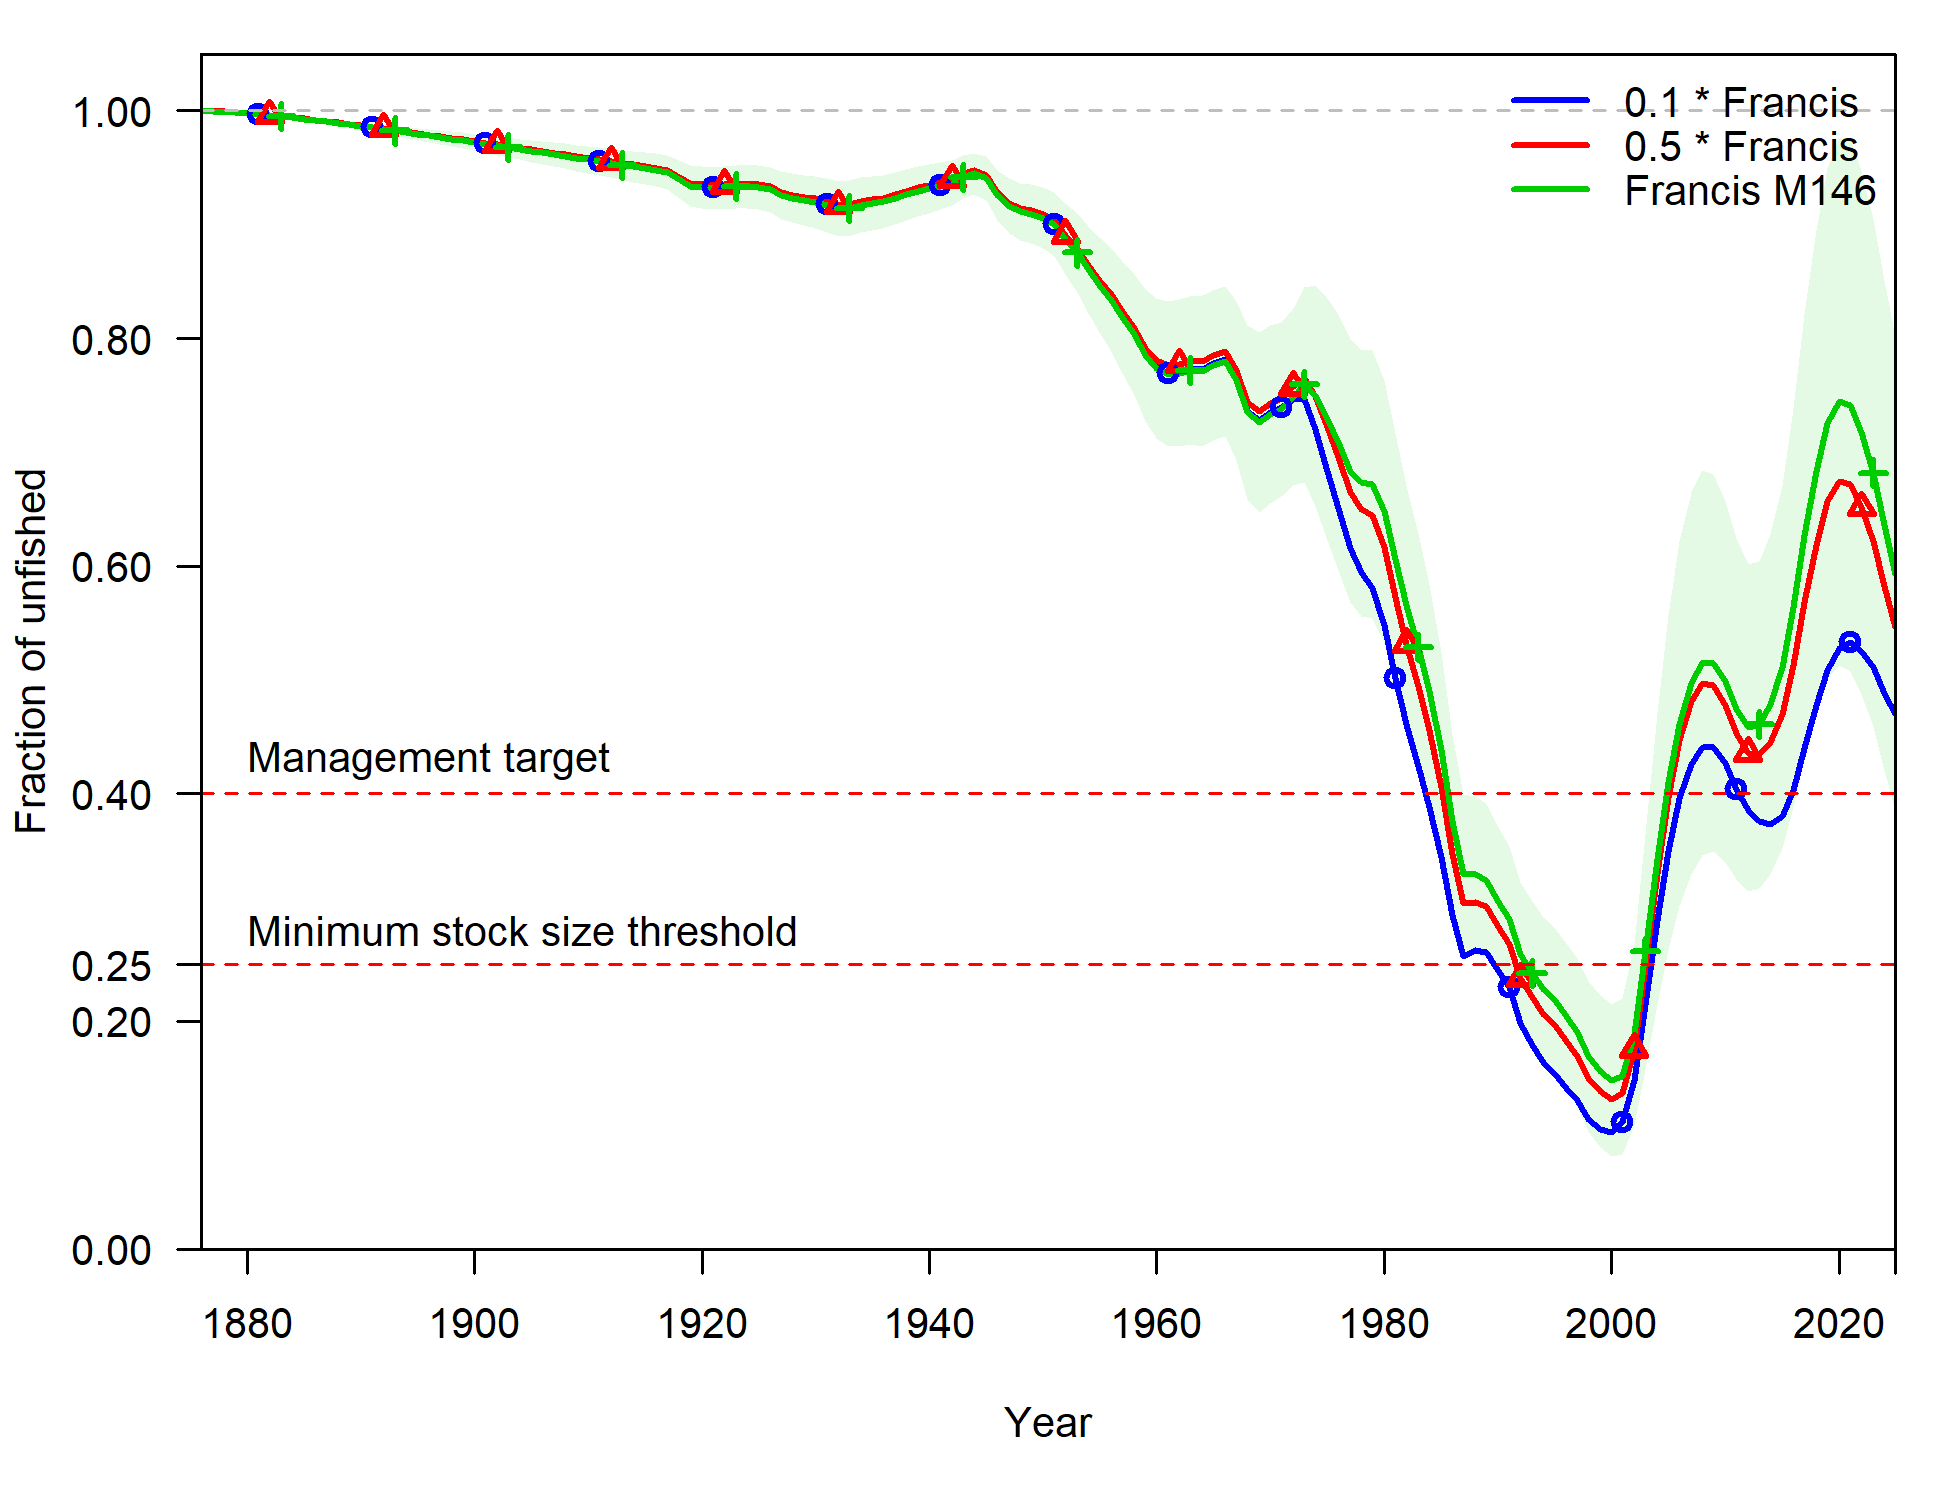 0.1 * Francis
0.5 * Francis
Francis M146
1.00
0.80
0.60
0.40
0.25
0.20
0.00
Fraction of unfished
Management target
Minimum stock size threshold
1880 1900 1920 1940 1960 1980 2000 2020
Year